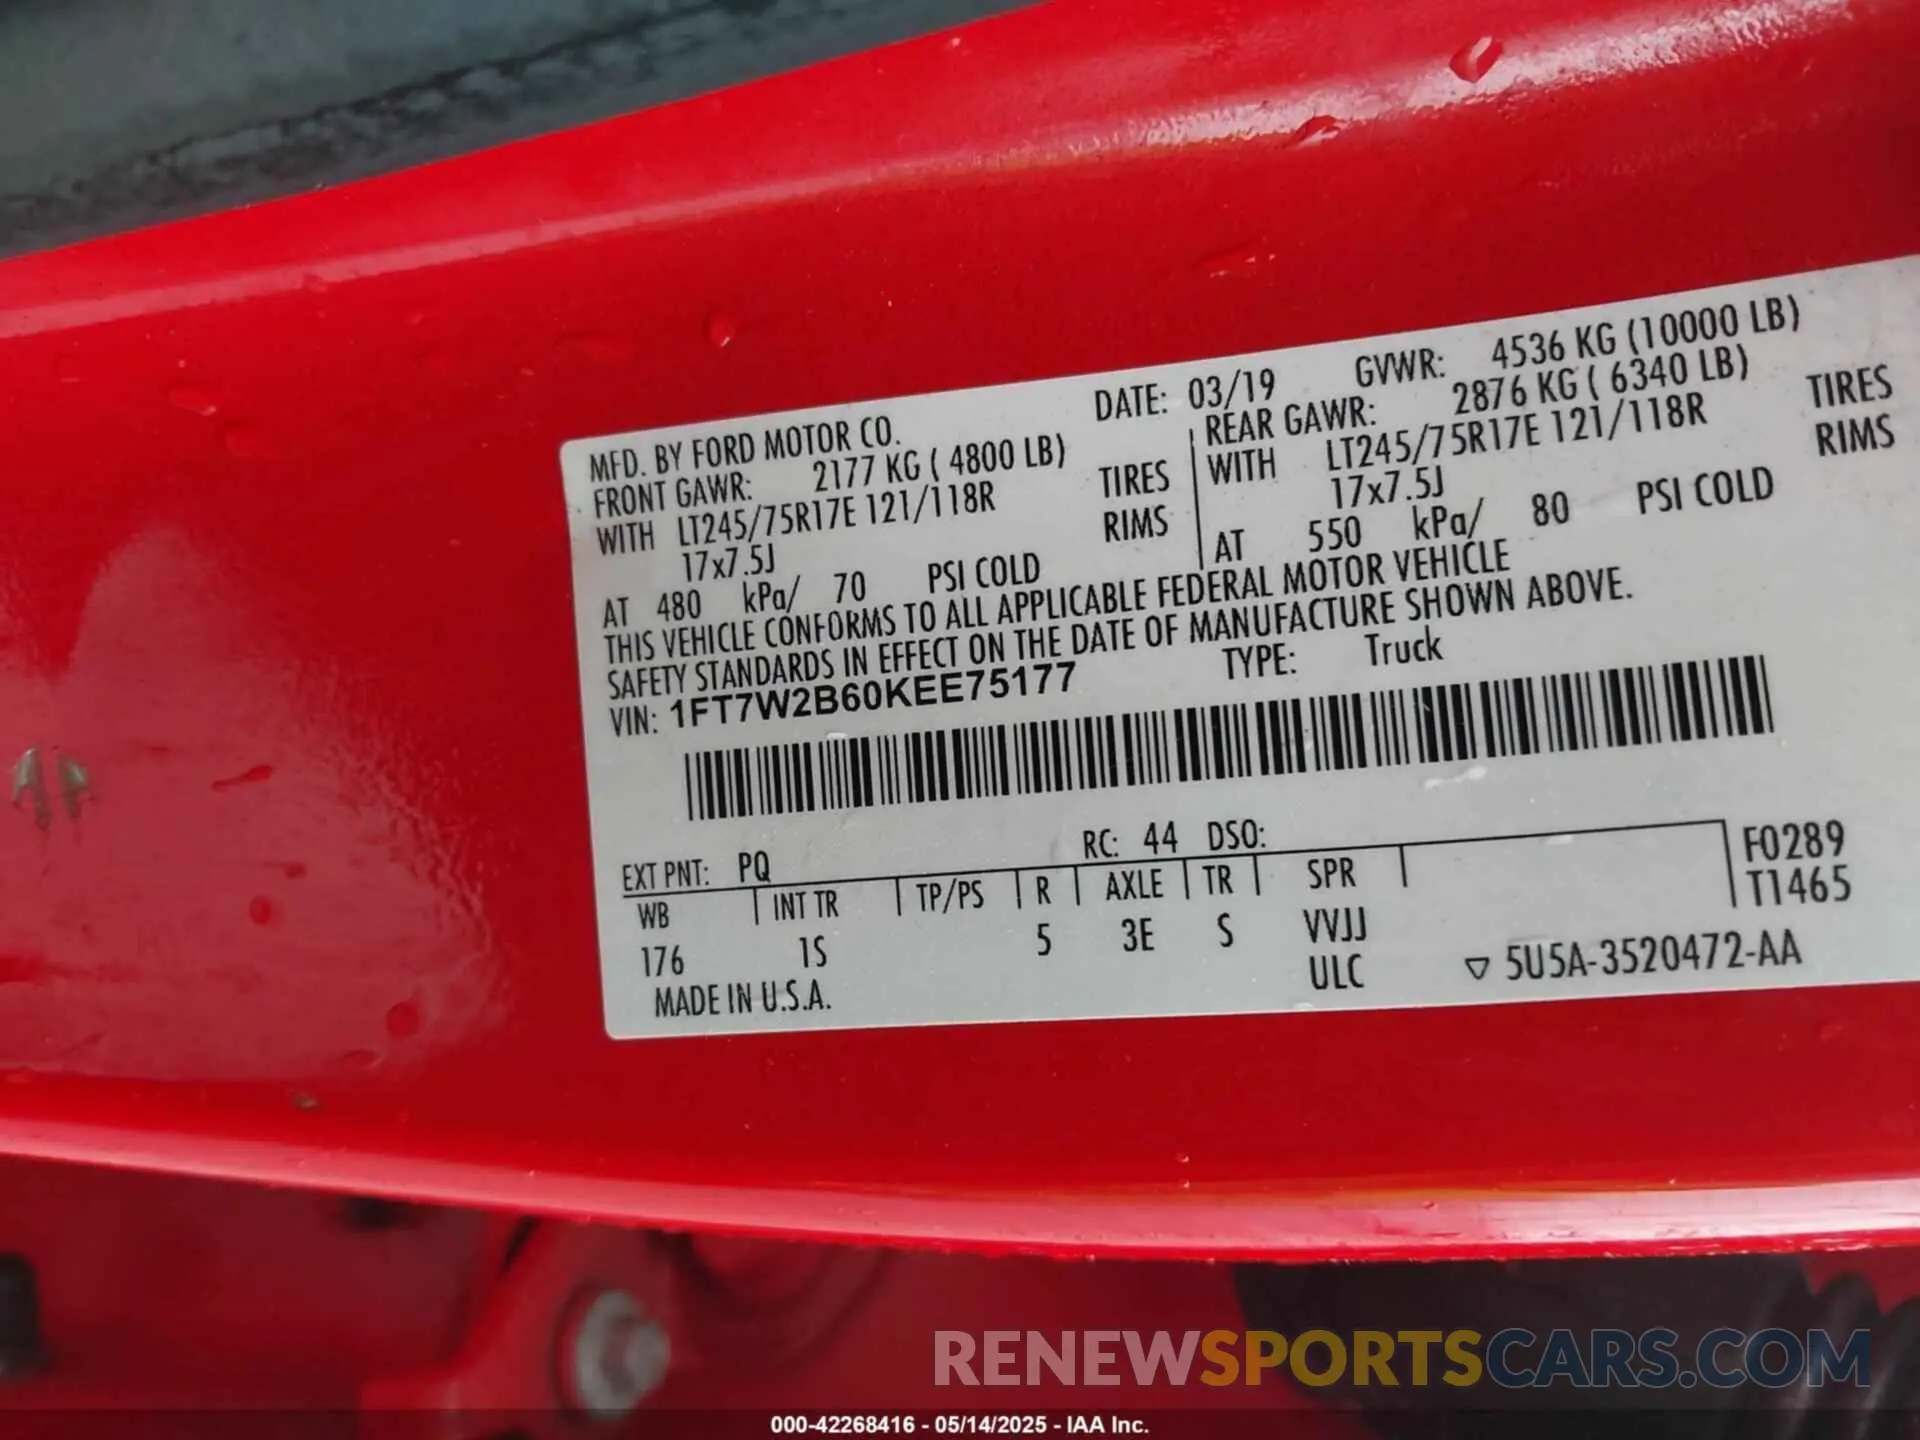 MFD. BY FORD MOTOR CO. DATE: 03/19 GVWR: 4536 KG (10000 LB)
FRONT GAWR: 2177 KG ( 4800 LB) REAR GAWR: 2876 KG ( 6340 LB)
WITH LT245/75R17E 121/118R TIRES WITH LT245/75R17E 121/118R TIRES
17x7.5J RIMS 17x7.5J RIMS
AT 480 kPa/ 70 PSI COLD AT 550 kPa/ 80 PSI COLD
THIS VEHICLE CONFORMS TO ALL APPLICABLE FEDERAL MOTOR VEHICLE
SAFETY STANDARDS IN EFFECT ON THE DATE OF MANUFACTURE SHOWN ABOVE.
VIN: 1FT7W2B60KEE75177 TYPE: Truck
EXT PNT: PQ RC: 44 DSO: F0289
WB INT TR TP/PS R AXLE TR SPR T1465
176 1S 5 3E S VVJJ
ULC ▽ 5U5A-3520472-AA
MADE IN U.S.A.
RENEWSPORTSCARS.COM
000-42268416 - 05/14/2025 - IAA Inc.